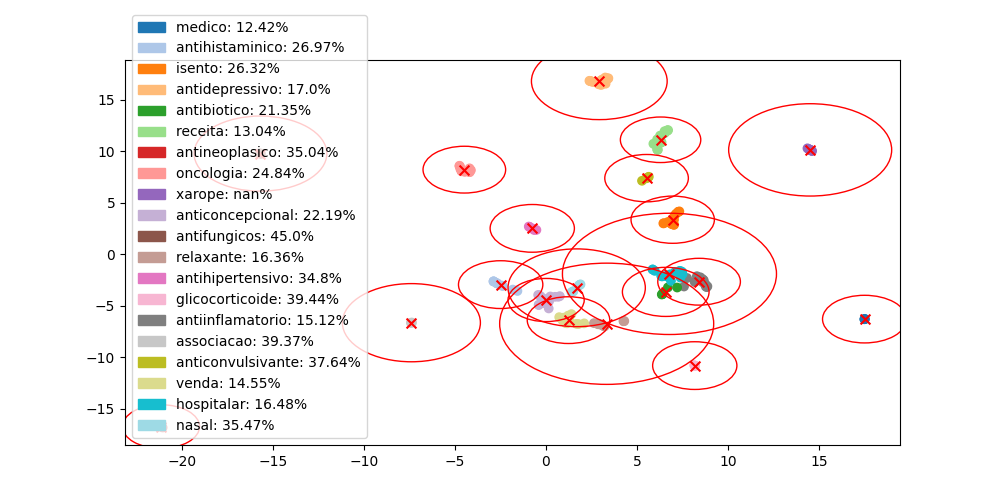 medico: 12.42%
antihistaminico: 26.97%
isento: 26.32%
antidepressivo: 17.0%
antibiotico: 21.35%
receita: 13.04%
antineoplasico: 35.04%
oncologia: 24.84%
xarope: nan%
anticoncepcional: 22.19%
antifungicos: 45.0%
relaxante: 16.36%
antihipertensivo: 34.8%
glicocorticoide: 39.44%
antiinflamatorio: 15.12%
associacao: 39.37%
anticonvulsivante: 37.64%
venda: 14.55%
hospitalar: 16.48%
nasal: 35.47%
15
10
5
0
−5
−10
−15
−20 −15 −10 −5 0 5 10 15